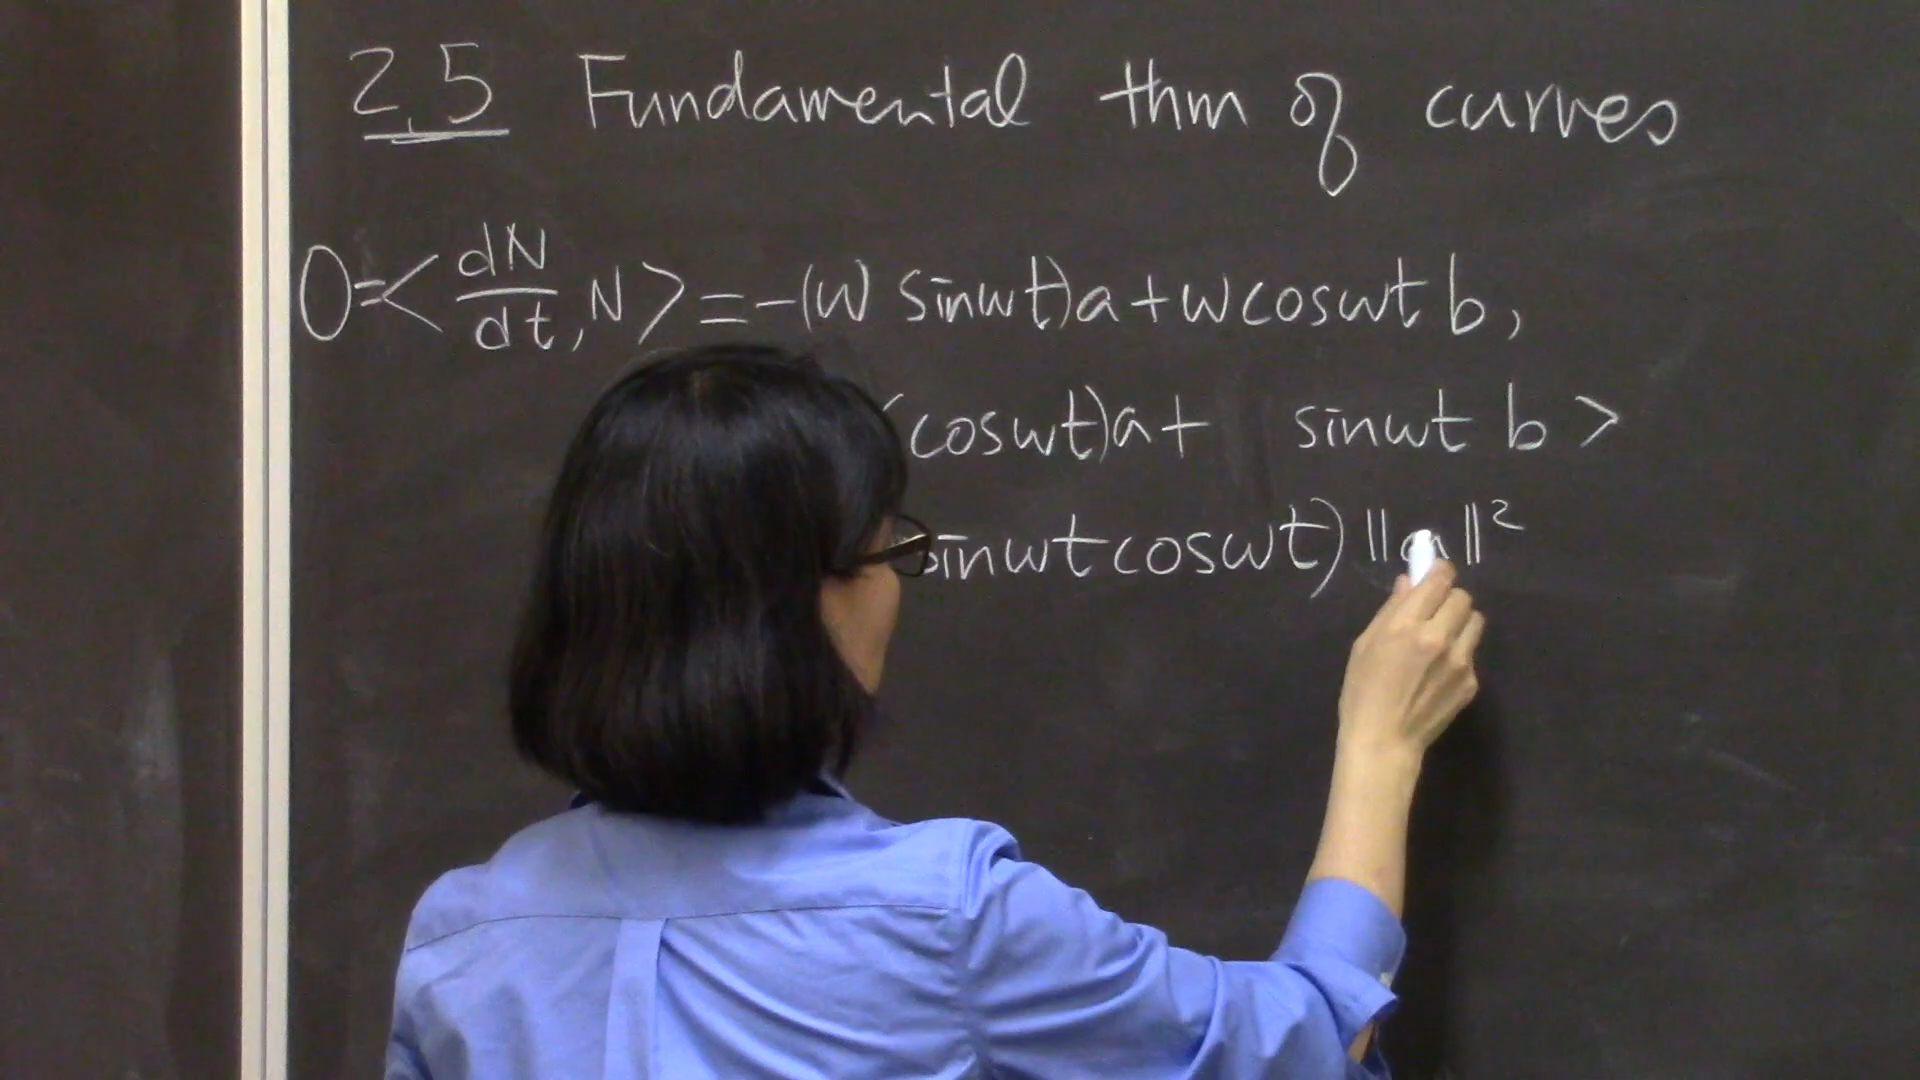 2.5 Fundamental thm of curves
0=<dN/dt, N> = -(w sinwt)a + w coswt b,
(coswt)a + sinwt b >
sinwt coswt) ||a||²